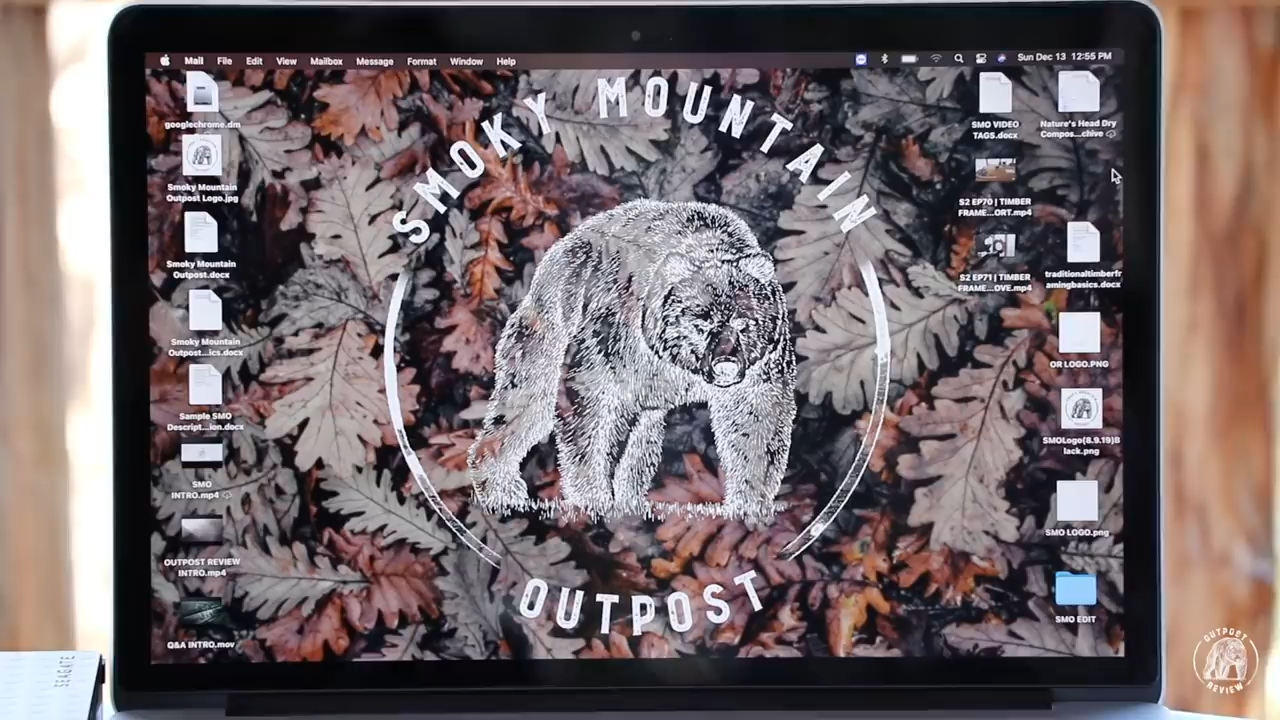 Mail File Edit View Mailbox Message Format Window Help
Sun Dec 13 12:55 PM
SMOKY MOUNTAIN
OUTPOST
googlechrome.dm
Smoky Mountain
Outpost Logo.jpg
Smoky Mountain
Outpost.docx
Smoky Mountain
Outpost...ics.docx
Sample SMO
Descript...ion.docx
SMO
INTRO.mp4
OUTPOST REVIEW
INTRO.mp4
Q&A INTRO.mov
SMO VIDEO
TAGS.docx
S2 EP70 | TIMBER
FRAME...ORT.mp4
S2 EP71 | TIMBER
FRAME...OVE.mp4
Nature's Head Dry
Compos...chive
traditionaltimberfr
amingbasics.docx
OR LOGO.PNG
SMOLogo(8.9.19)B
lack.png
SMO LOGO.png
SMO EDIT
SEAGATE
OUTPOST
REVIEW